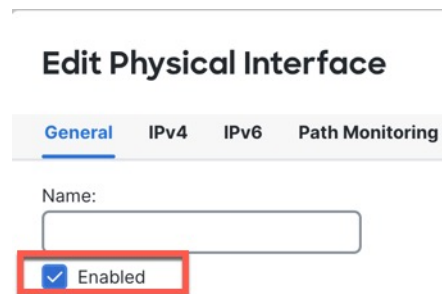 Edit Physical Interface
General IPv4 IPv6 Path Monitoring
Name:
Enabled